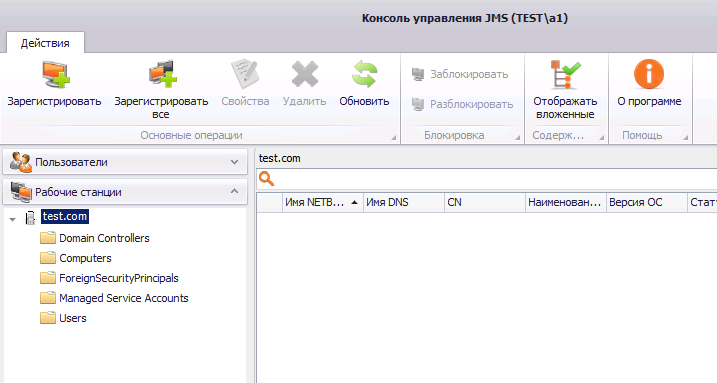 Консоль управления JMS (TEST\a1)
Действия
Зарегистрировать
Зарегистрировать
все
Свойства
Удалить
Обновить
Основные операции
Заблокировать
Разблокировать
Блокировка
Отображать
вложенные
Содерж...
О программе
Помощь
Пользователи
Рабочие станции
test.com
Domain Controllers
Computers
ForeignSecurityPrincipals
Managed Service Accounts
Users
test.com
Имя NETB... Имя DNS CN Наименован... Версия ОС Стат